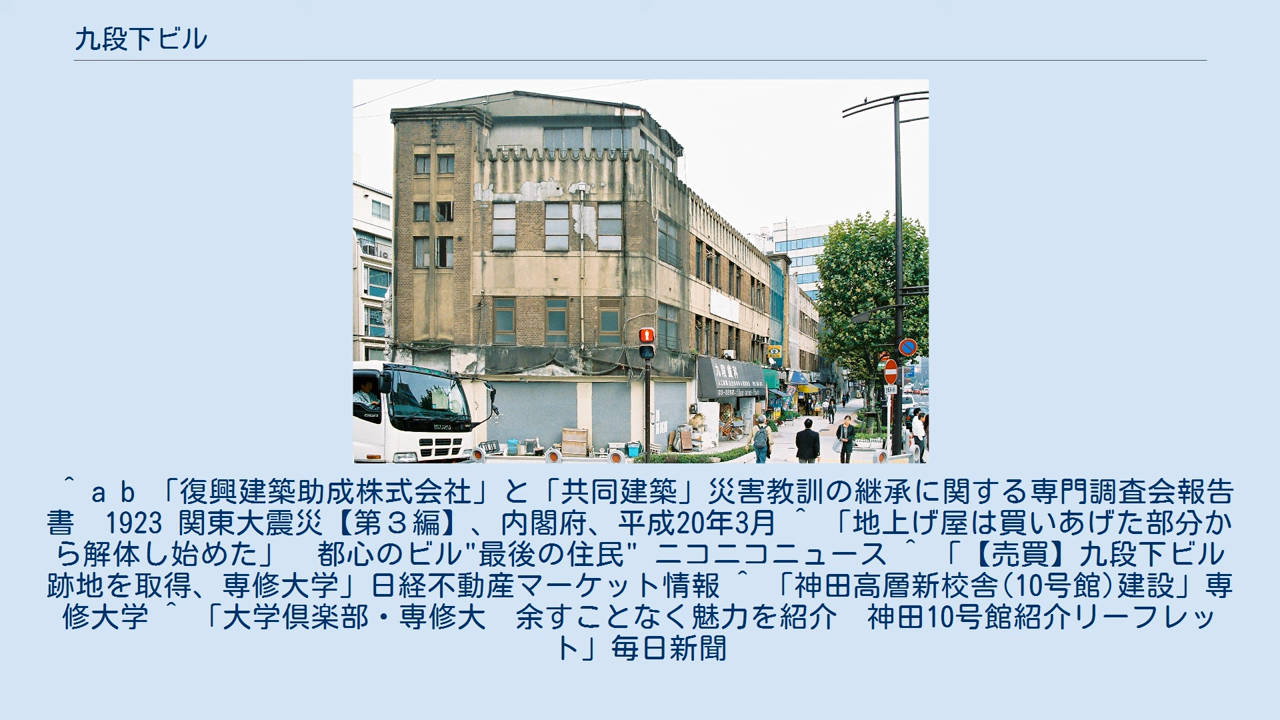 九段下ビル
九段食料
ISUZU
^ a b 「復興建築助成株式会社」と「共同建築」災害教訓の継承に関する専門調査会報告
書　1923 関東大震災【第３編】、内閣府、平成20年3月 ^ 「地上げ屋は買いあげた部分か
ら解体し始めた」　都心のビル"最後の住民" ニコニコニュース ^ 「【売買】九段下ビル
跡地を取得、専修大学」日経不動産マーケット情報 ^ 「神田高層新校舎(10号館)建設」専
修大学 ^ 「大学倶楽部・専修大　余すことなく魅力を紹介　神田10号館紹介リーフレッ
ト」毎日新聞